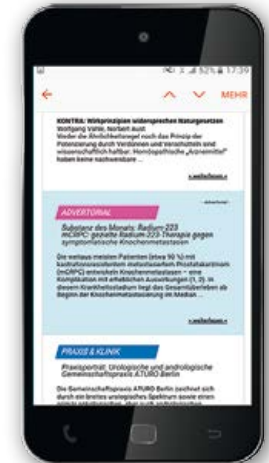 52% 17:39
MEHR
KONTRA: Wirkprinzipien widersprechen Naturgesetzen
Wolfgang Vahle, Norbert Aust
Weder die Ähnlichkeitsregel noch das Prinzip der
Potenzierung durch Verdünnen und Verschütteln sind
wissenschaftlich haltbar. Homöopathische „Arzneimittel“
haben keine nachweisbare ...
» weiterlesen «
- Advertorial -
ADVERTORIAL
Substanz des Monats: Radium-223
mCRPC: gezielte Radium-223-Therapie gegen
symptomatische Knochenmetastasen
Die weitaus meisten Patienten (etwa 90 %) mit
kastrationsresistentem metastasiertem Prostatakarzinom
(mCRPC) entwickeln Knochenmetastasen – eine
Komplikation mit erheblichen Auswirkungen (1, 2). In
diesem Krankheitsstadium liegt das Gesamtüberleben ab
Beginn der Knochenmetastasierung im Median ...
» weiterlesen «
PRAXIS & KLINIK
Praxisporträt: Urologische und andrologische
Gemeinschaftspraxis ATURO Berlin
Die Gemeinschaftspraxis ATURO Berlin zeichnet sich
durch ein breites urologisches Spektrum sowie einen